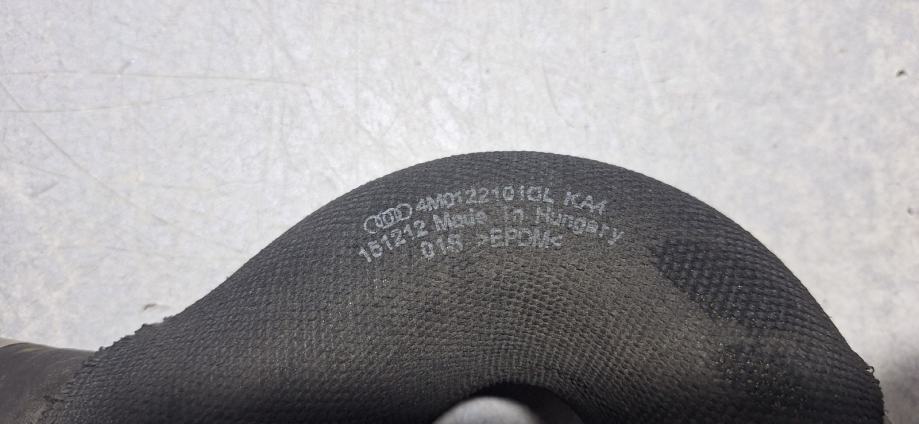 4M0122101GL KA4
151212 Made in Hungary
018 >EPDM<